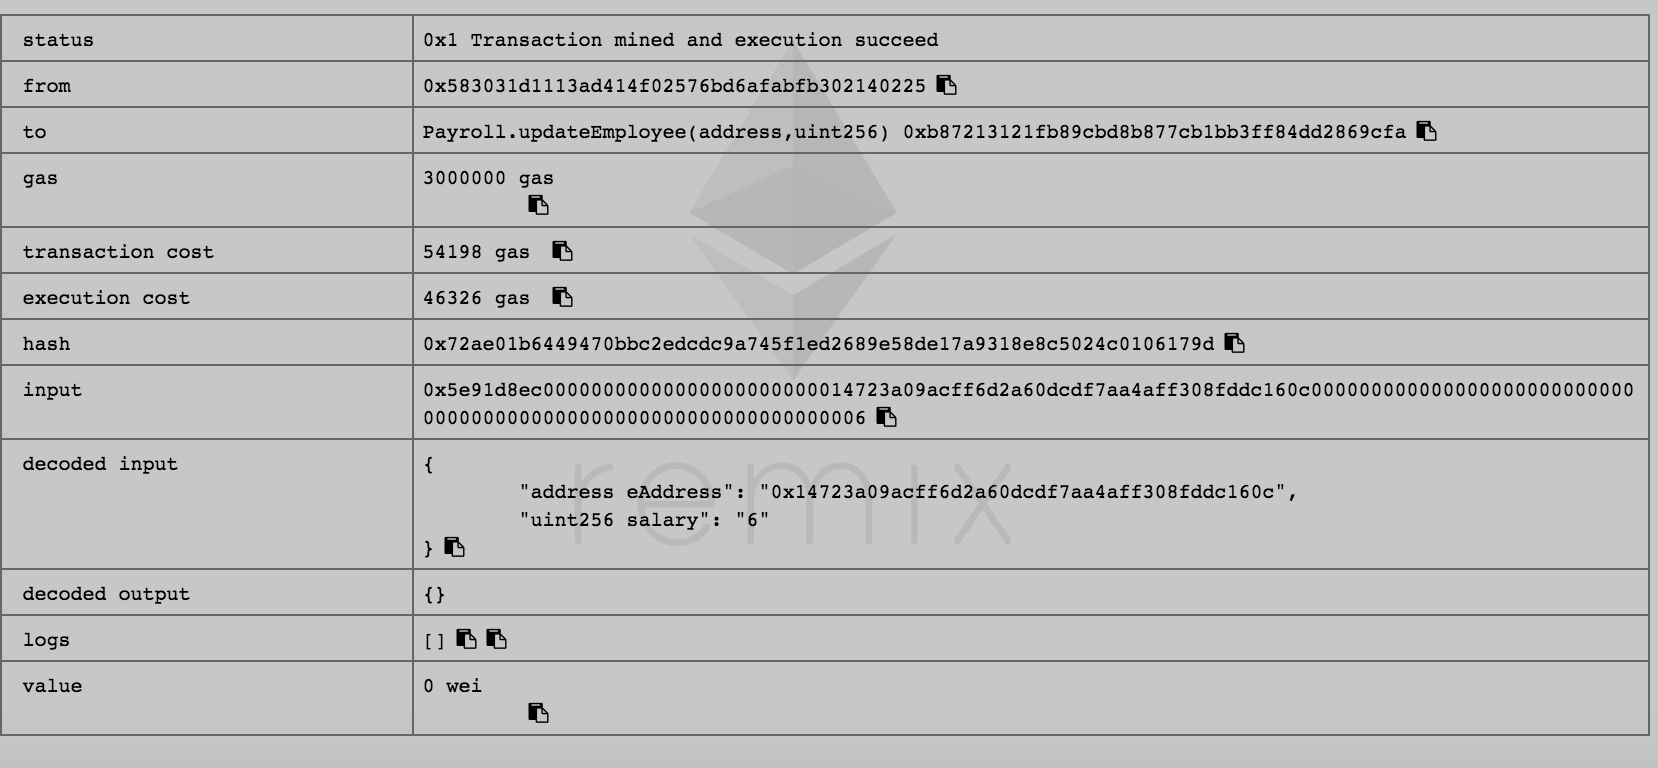 status 0x1 Transaction mined and execution succeed
from 0x583031d1113ad414f02576bd6afabfb302140225
to Payroll.updateEmployee(address,uint256) 0xb87213121fb89cbd8b877cb1bb3ff84dd2869cfa
gas 3000000 gas
transaction cost 54198 gas
execution cost 46326 gas
hash 0x72ae01b6449470bbc2edcdc9a745f1ed2689e58de17a9318e8c5024c0106179d
input 0x5e91d8ec00000000000000000000000014723a09acff6d2a60dcdf7aa4aff308fddc160c000000000000000000000000000
0000000000000000000000000000000000006
decoded input {
"address eAddress": "0x14723a09acff6d2a60dcdf7aa4aff308fddc160c",
"uint256 salary": "6"
}
decoded output {}
logs []
value 0 wei
remix